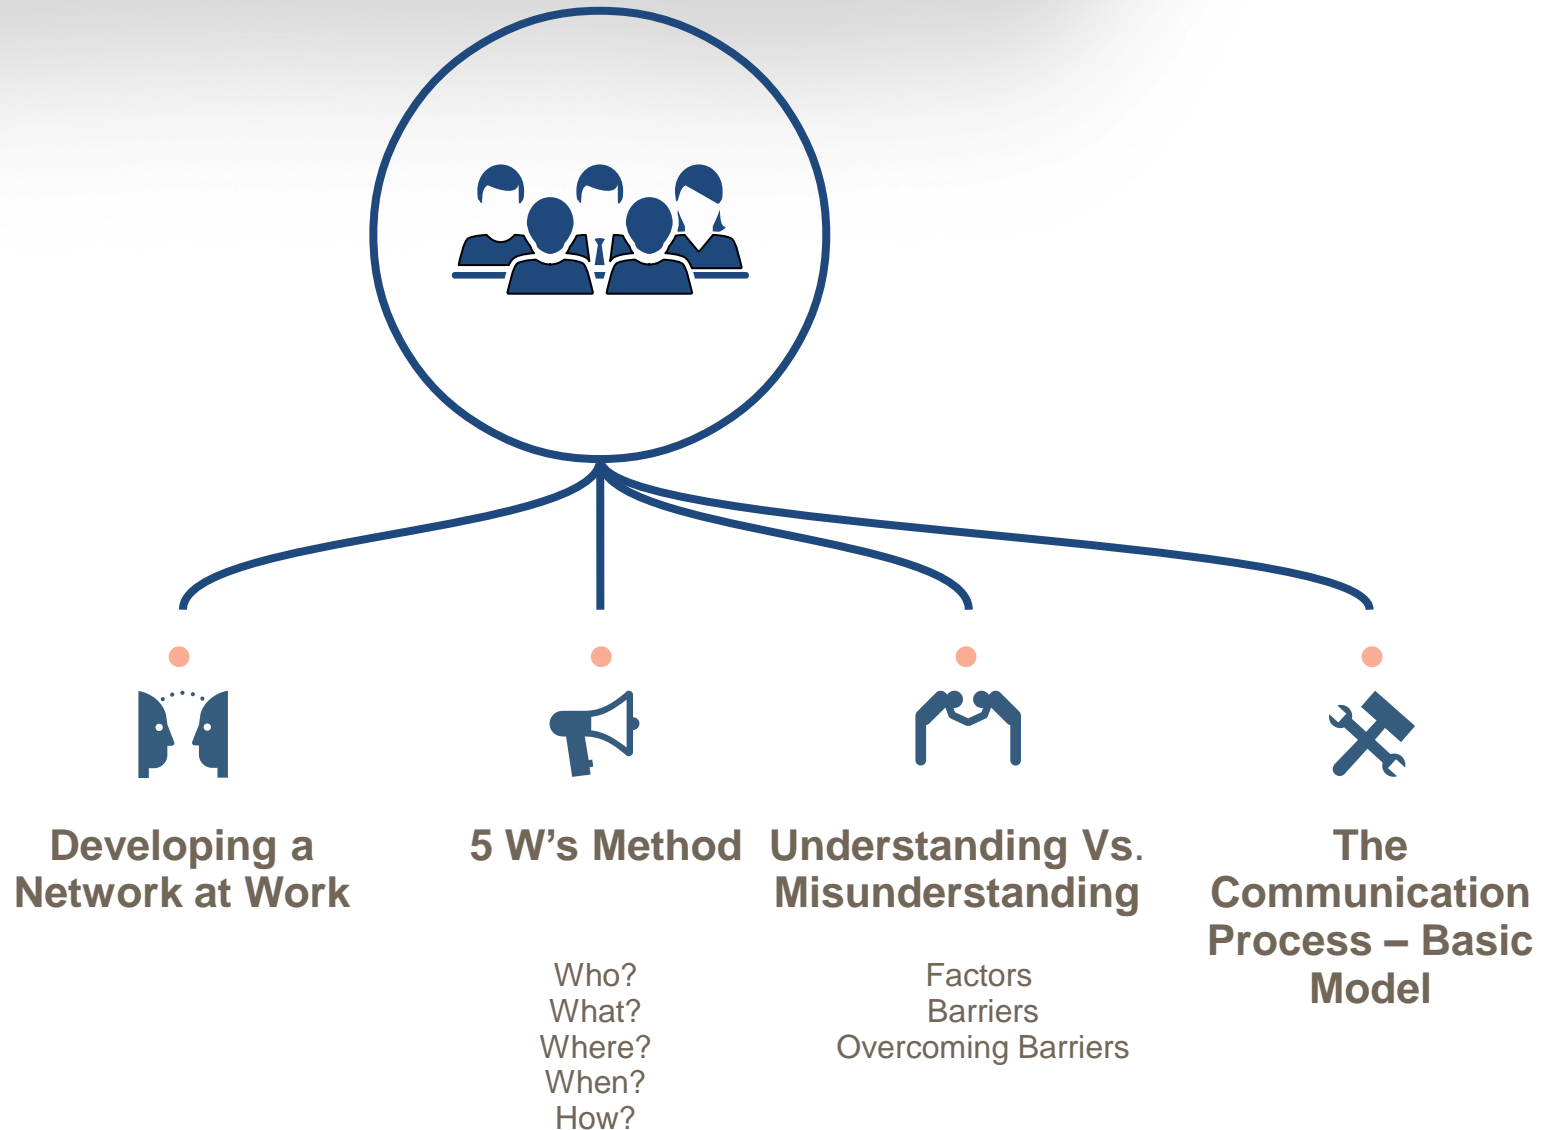 Developing a
Network at Work
5 W’s Method
Who?
What?
Where?
When?
How?
Understanding Vs.
Misunderstanding
Factors
Barriers
Overcoming Barriers
The
Communication
Process – Basic
Model